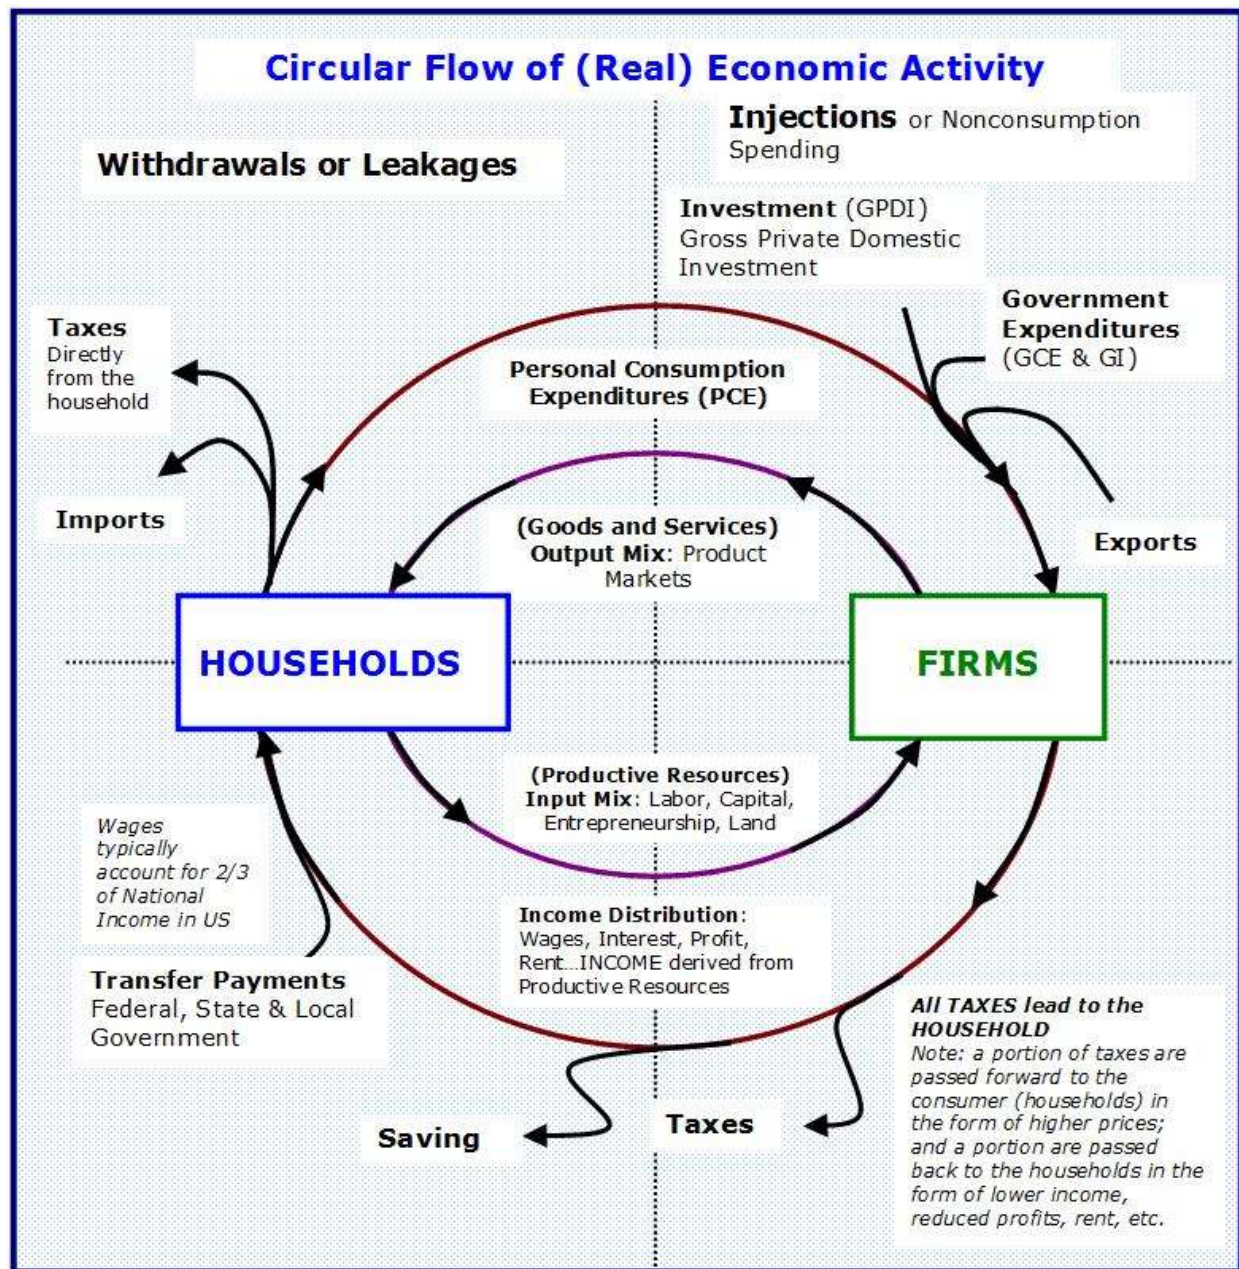 Circular Flow of (Real) Economic Activity
Withdrawals or Leakages
Injections or Nonconsumption
Spending
Investment (GPDI)
Gross Private Domestic
Investment
Government
Expenditures
(GCE & GI)
Taxes
Directly
from the
household
Imports
Personal Consumption
Expenditures (PCE)
(Goods and Services)
Output Mix: Product
Markets
Exports
HOUSEHOLDS
FIRMS
(Productive Resources)
Input Mix: Labor, Capital,
Entrepreneurship, Land
Wages
typically
account for 2/3
of National
Income in US
Income Distribution:
Wages, Interest, Profit,
Rent...INCOME derived from
Productive Resources
Transfer Payments
Federal, State & Local
Government
Saving
Taxes
All TAXES lead to the
HOUSEHOLD
Note: a portion of taxes are
passed forward to the
consumer (households) in
the form of higher prices;
and a portion are passed
back to the households in the
form of lower income,
reduced profits, rent, etc.